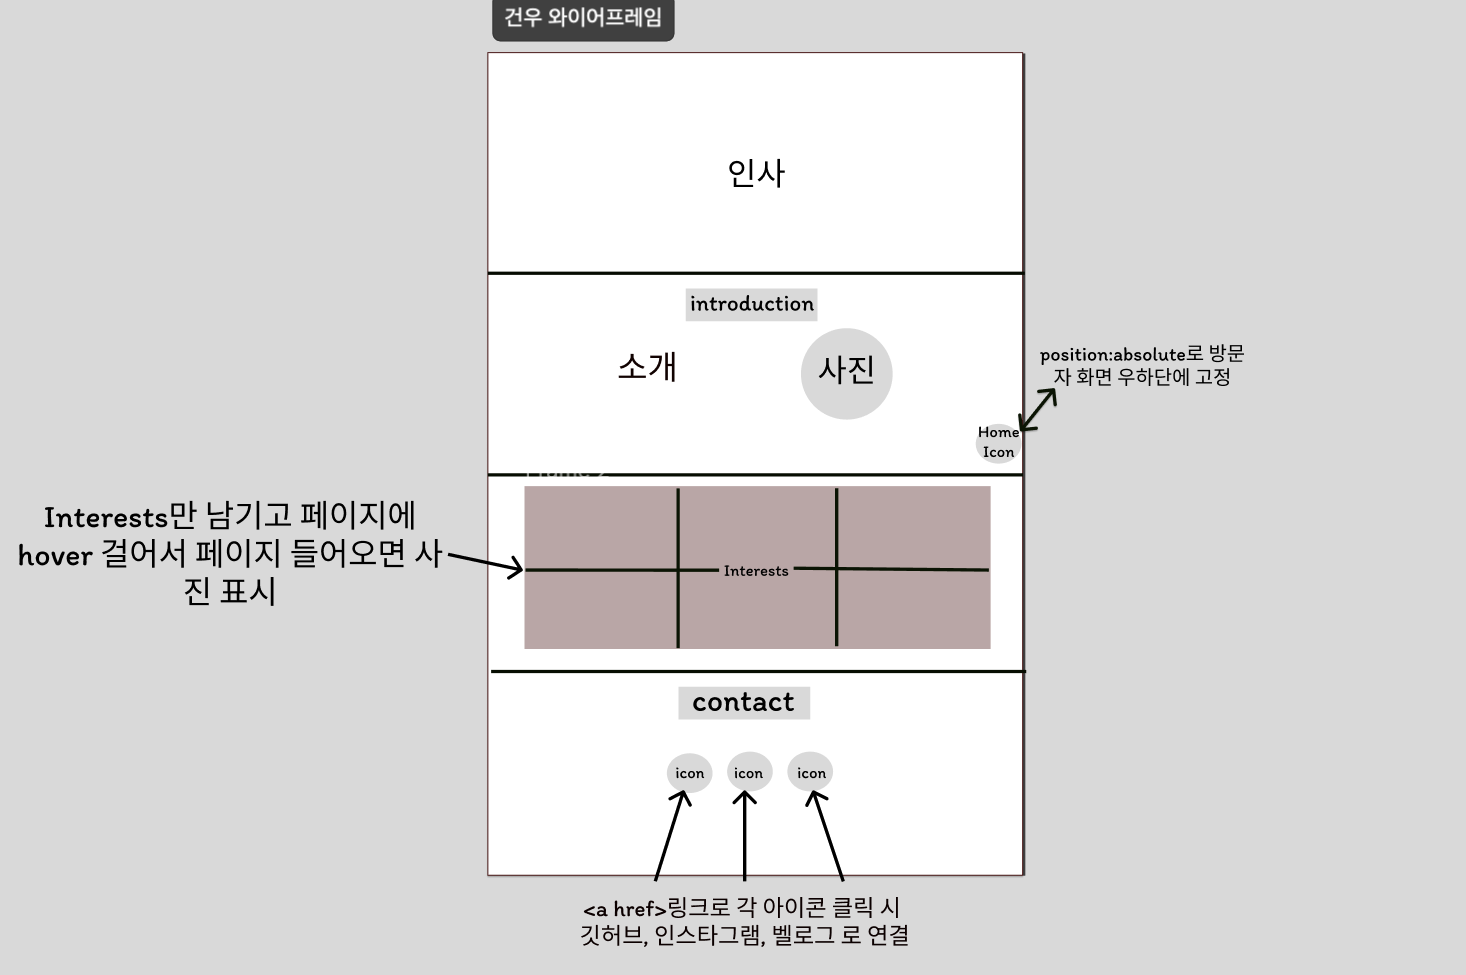 건우 와이어프레임
인사
introduction
소개
사진
position:absolute로 방문
자 화면 우하단에 고정
Home
Icon
Interests만 남기고 페이지에
hover 걸어서 페이지 들어오면 사
진 표시
Interests
contact
icon
icon
icon
<a href>링크로 각 아이콘 클릭 시
깃허브, 인스타그램, 벨로그 로 연결